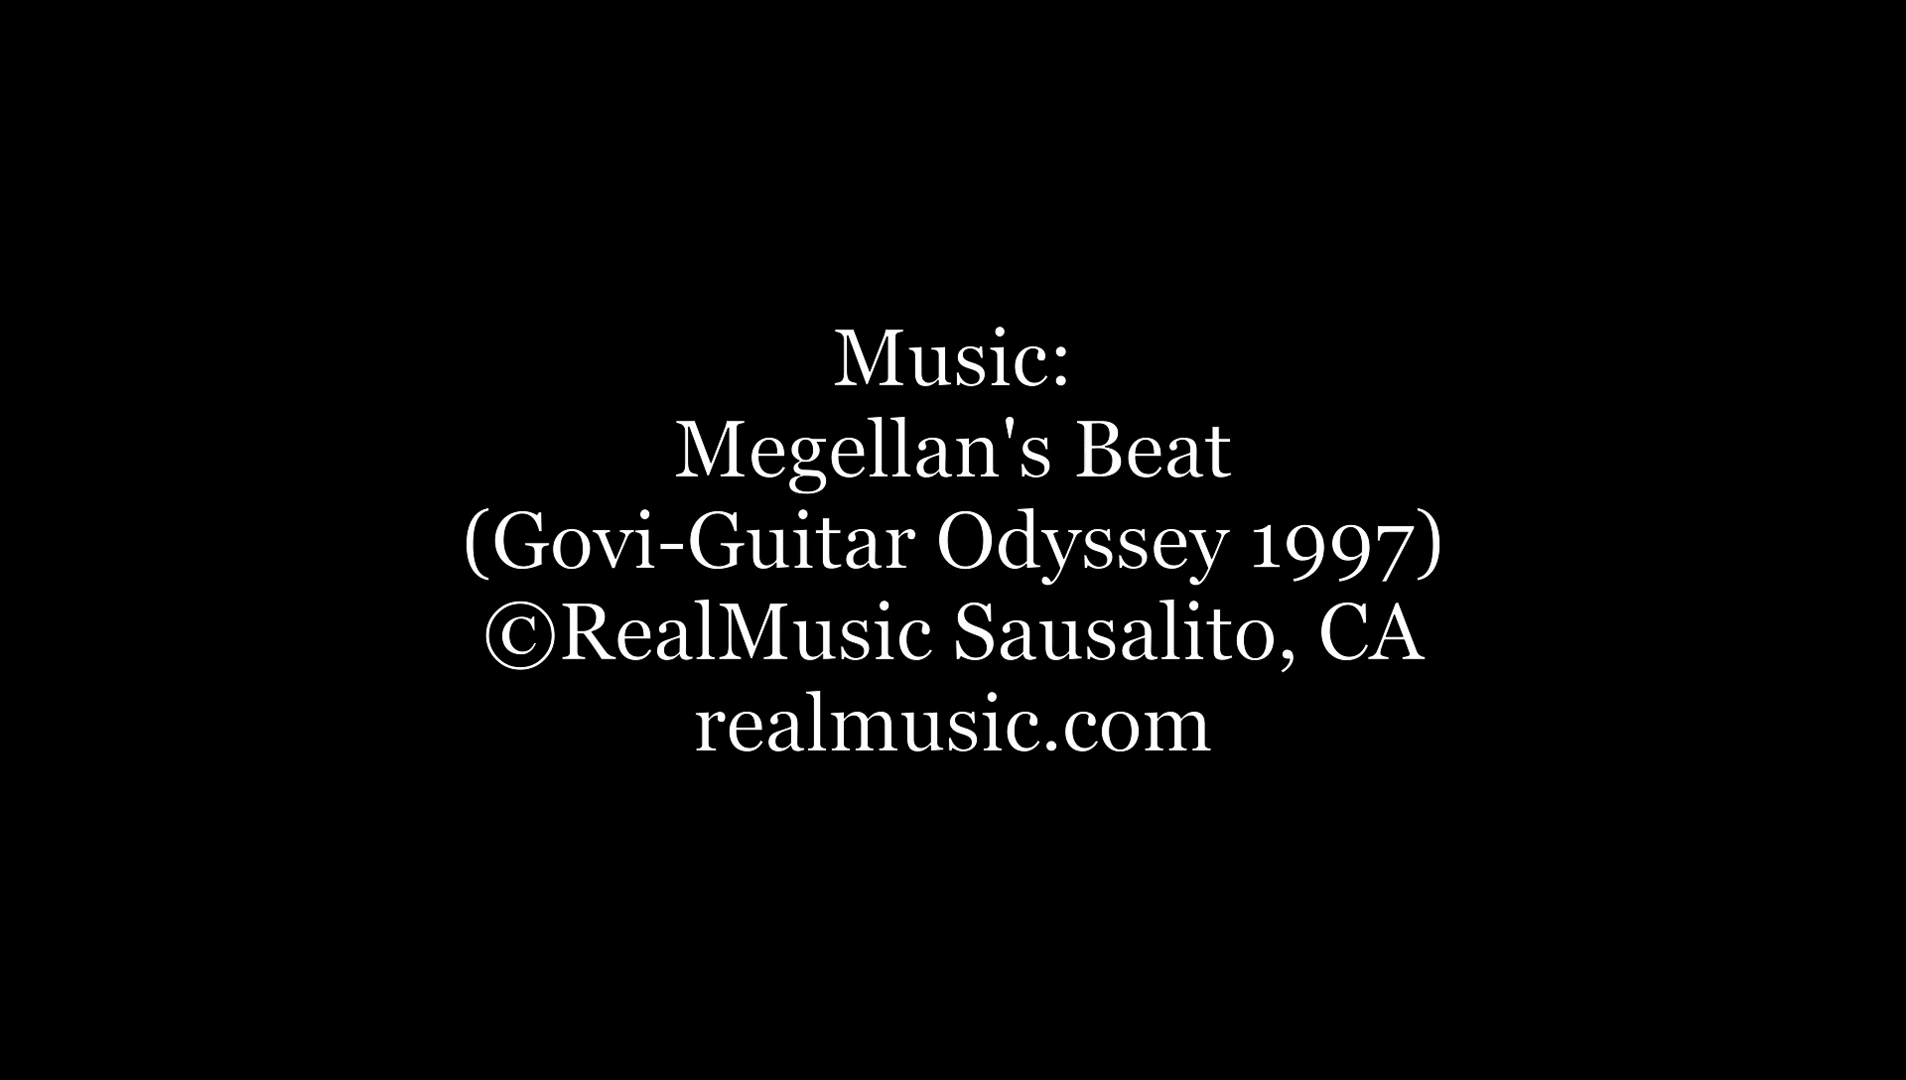 Music:
Megellan's Beat
(Govi-Guitar Odyssey 1997)
©RealMusic Sausalito, CA
realmusic.com